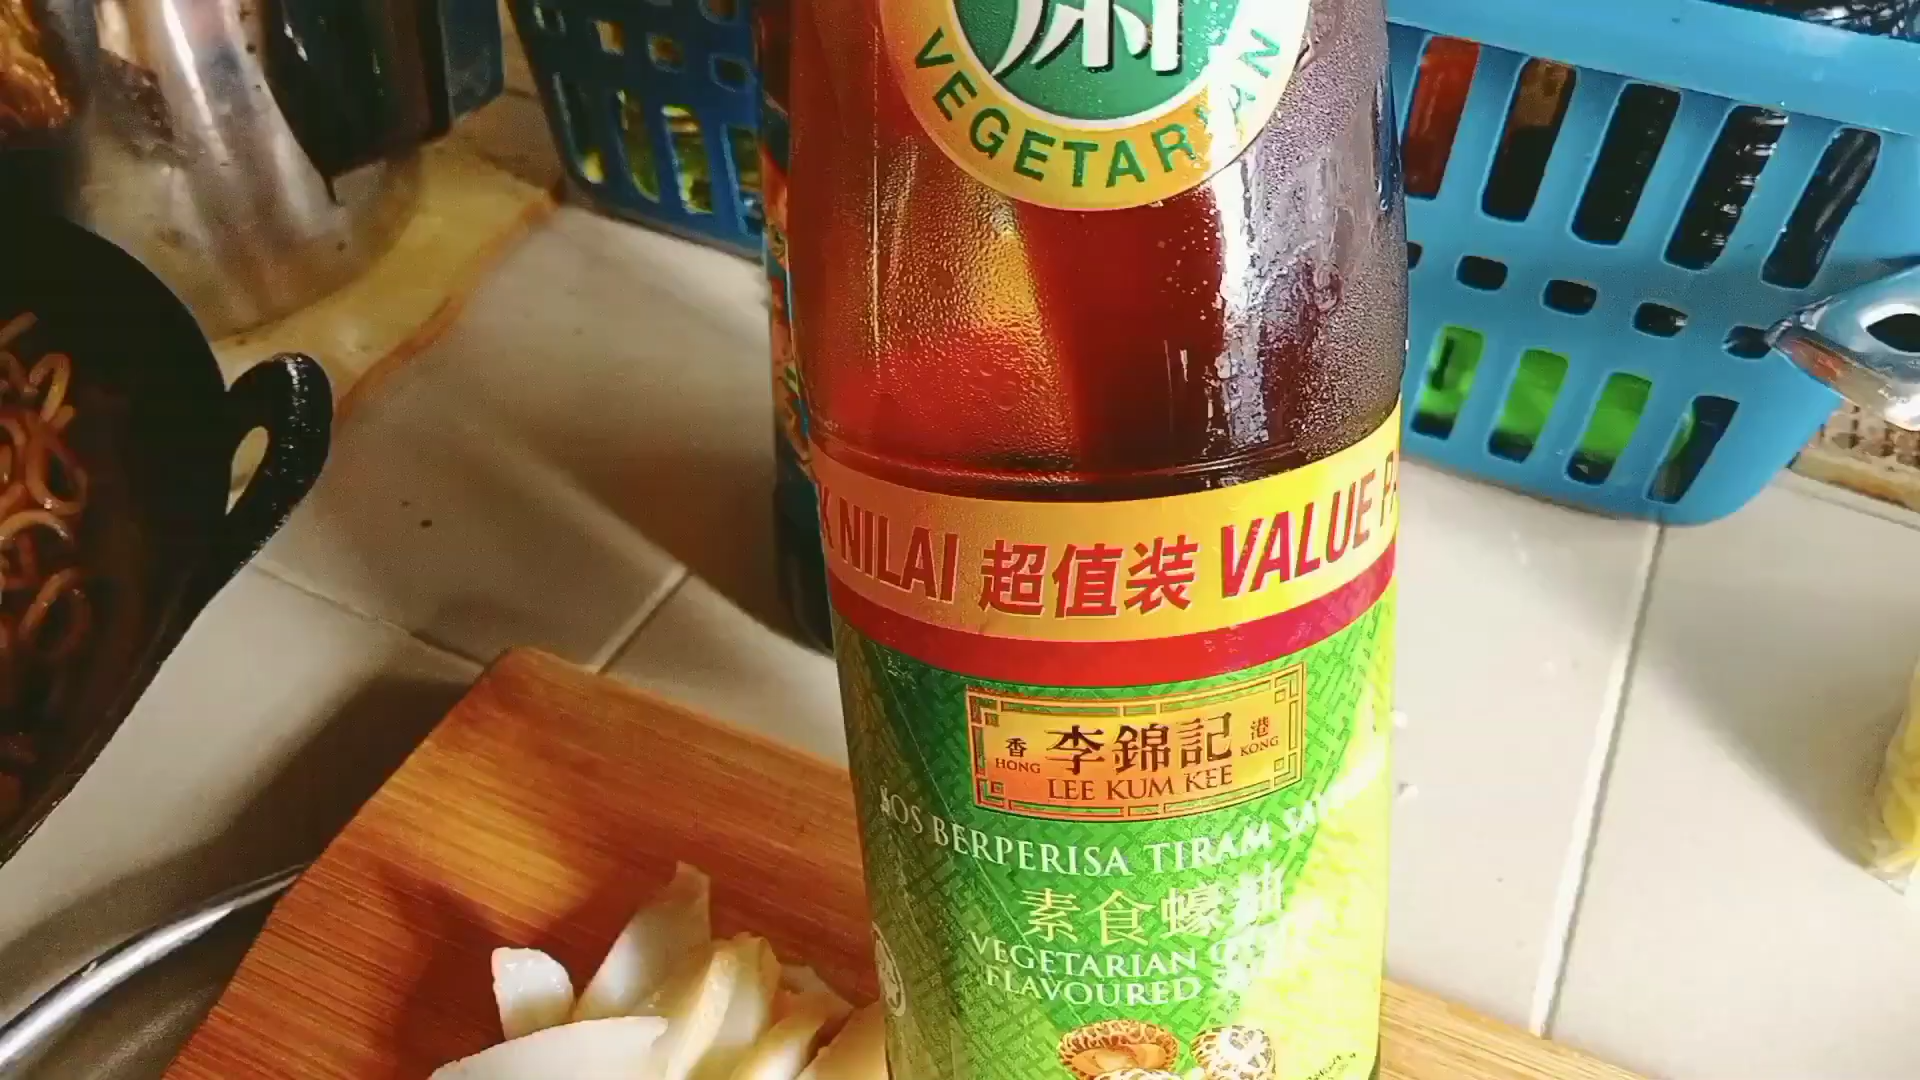 VEGETARIAN
NILAI 超值装 VALUE
香 李錦記 港
HONG LEE KUM KEE KONG
SOS BERPERISA TIRAM
素食蠔油
VEGETARIAN
FLAVOURED